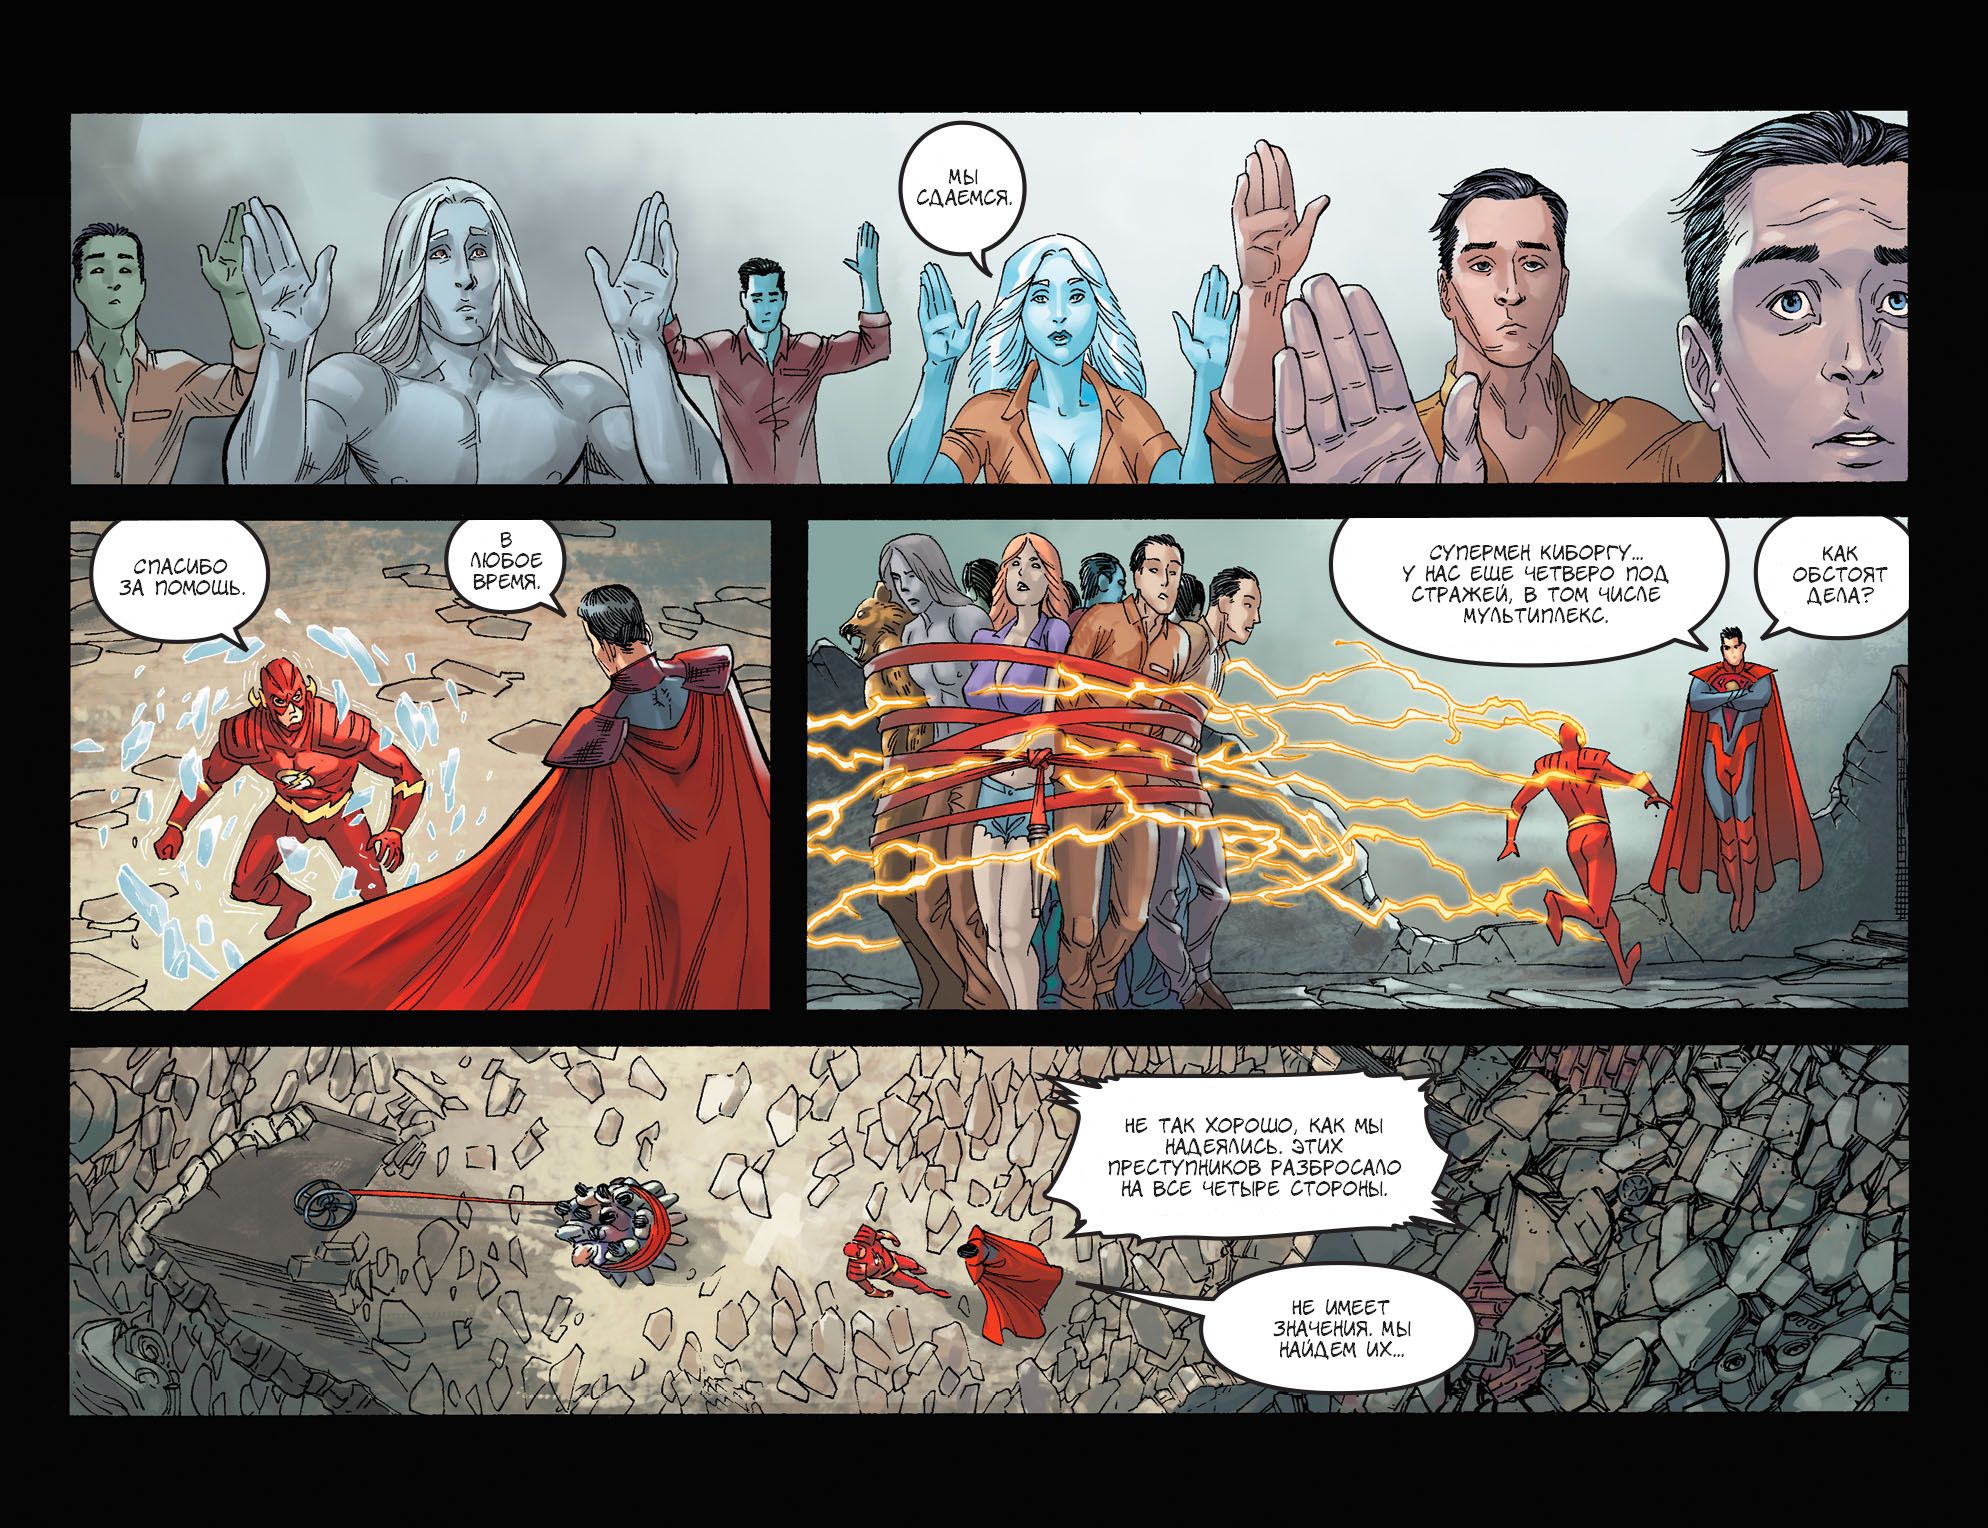 МЫ
СДАЕМСЯ.
СПАСИБО
ЗА ПОМОЩЬ.
В
ЛЮБОЕ
ВРЕМЯ.
СУПЕРМЕН КИБОРГУ...
У НАС ЕЩЕ ЧЕТВЕРО ПОД
СТРАЖЕЙ, В ТОМ ЧИСЛЕ
МУЛЬТИПЛЕКС.
КАК
ОБСТОЯТ
ДЕЛА?
НЕ ТАК ХОРОШО, КАК МЫ
НАДЕЯЛИСЬ. ЭТИХ
ПРЕСТУПНИКОВ РАЗБРОСАЛО
НА ВСЕ ЧЕТЫРЕ СТОРОНЫ.
НЕ ИМЕЕТ
ЗНАЧЕНИЯ. МЫ
НАЙДЕМ ИХ...